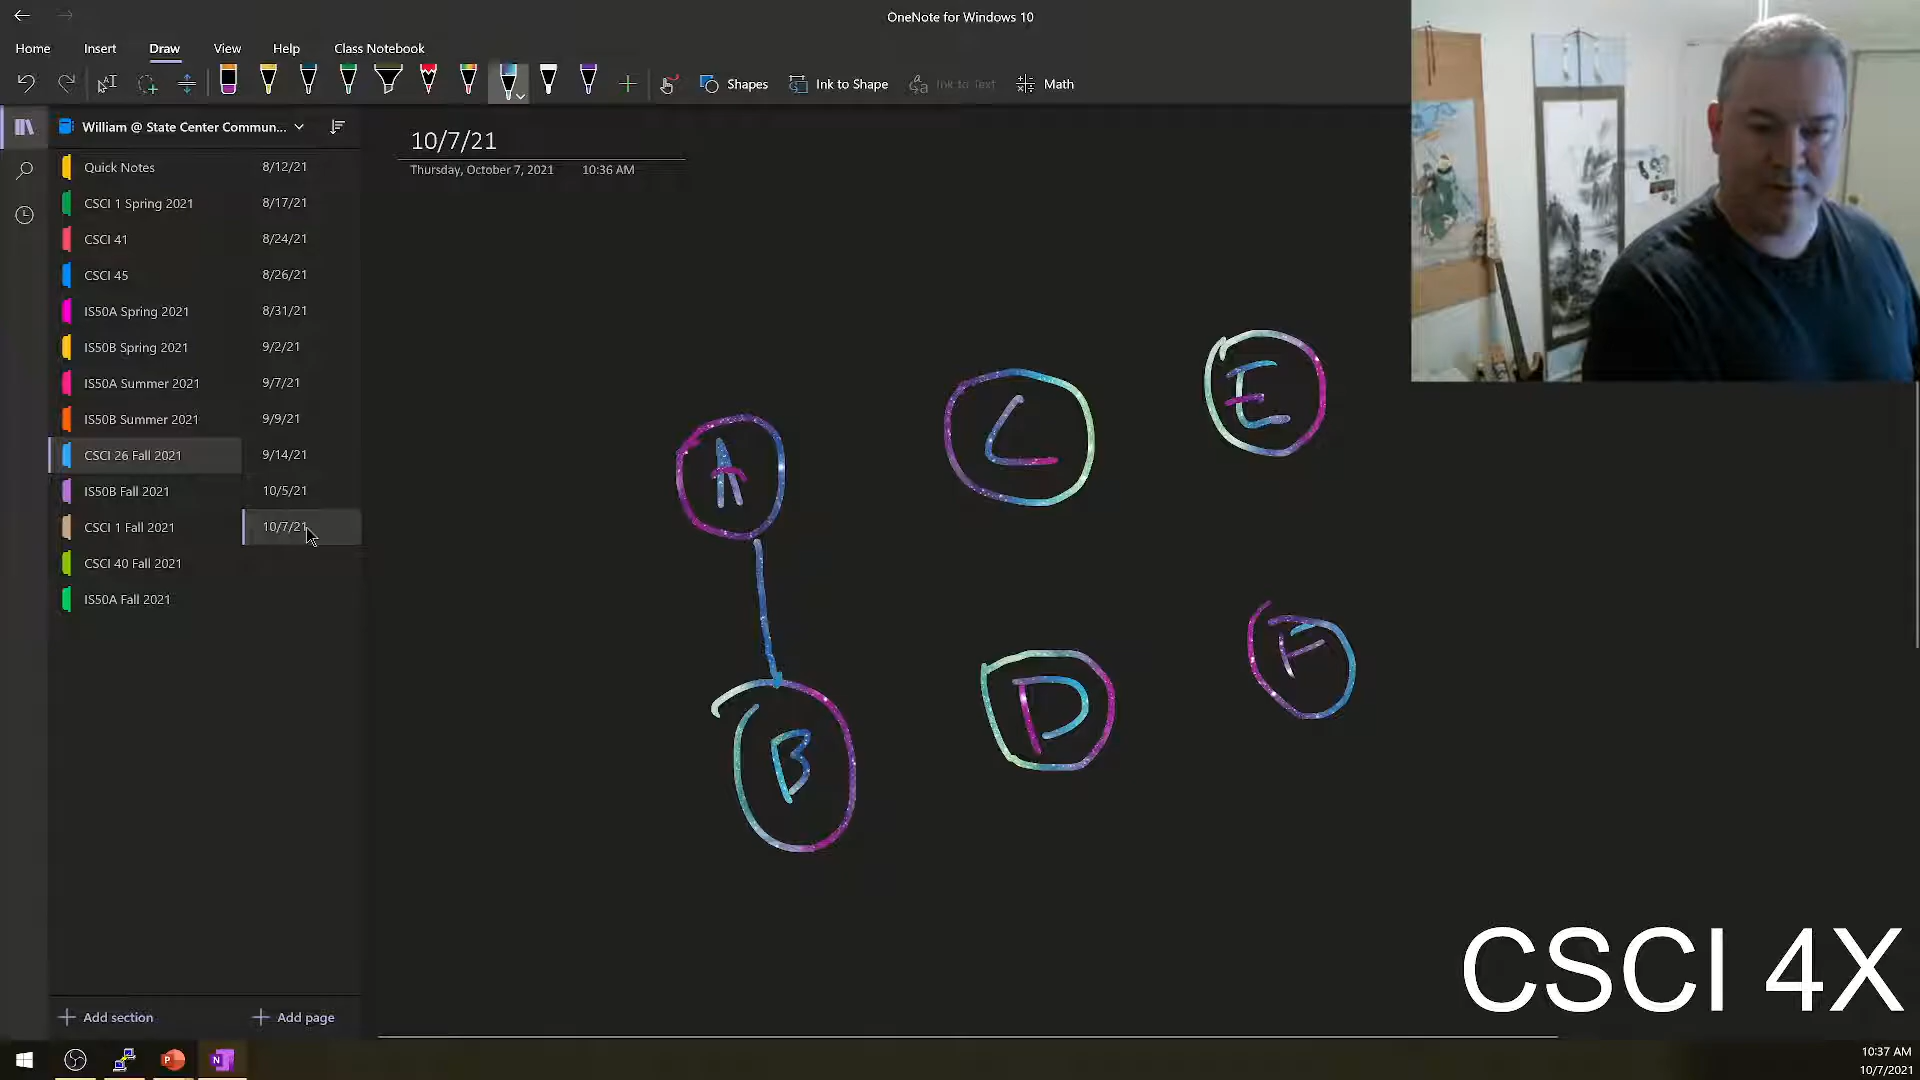 OneNote for Windows 10
Home
Insert
Draw
View
Help
Class Notebook
Shapes
Ink to Shape
Ink to Text
Math
William @ State Center Commun...
Quick Notes
CSCI 1 Spring 2021
CSCI 41
CSCI 45
IS50A Spring 2021
IS50B Spring 2021
IS50A Summer 2021
IS50B Summer 2021
CSCI 26 Fall 2021
IS50B Fall 2021
CSCI 1 Fall 2021
CSCI 40 Fall 2021
IS50A Fall 2021
8/12/21
8/17/21
8/24/21
8/26/21
8/31/21
9/2/21
9/7/21
9/9/21
9/14/21
10/5/21
10/7/21
Add section
Add page
10/7/21
Thursday, October 7, 2021
10:36 AM
A
C
E
B
D
F
CSCI 4X
10:37 AM
10/7/2021